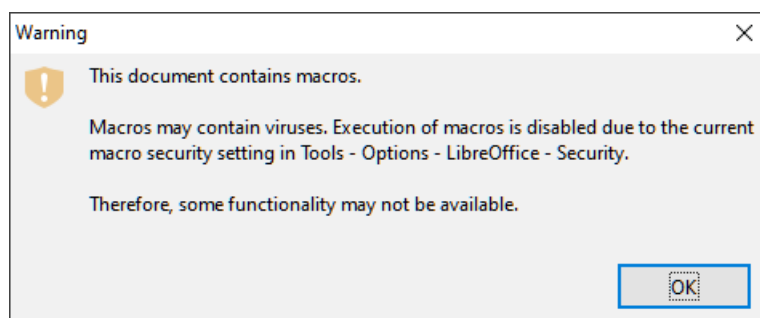 Warning
This document contains macros.
Macros may contain viruses. Execution of macros is disabled due to the current
macro security setting in Tools - Options - LibreOffice - Security.
Therefore, some functionality may not be available.
OK